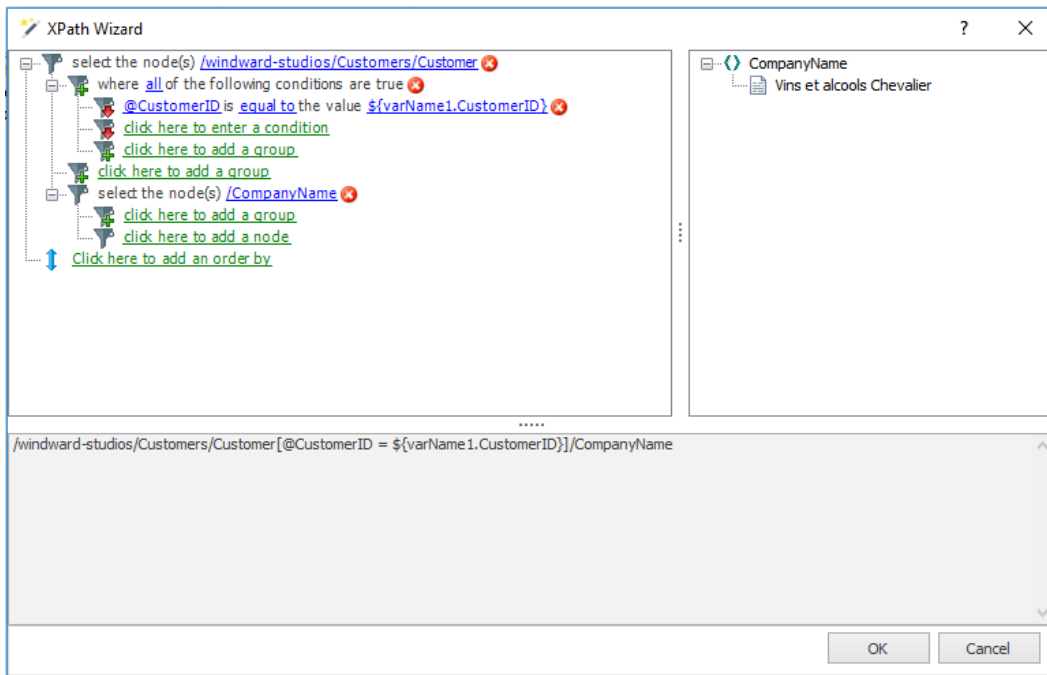 XPath Wizard
select the node(s) /windward-studios/Customers/Customer
where all of the following conditions are true
@CustomerID is equal to the value ${varName1.CustomerID}
click here to enter a condition
click here to add a group
click here to add a group
select the node(s) /CompanyName
click here to add a group
click here to add a node
Click here to add an order by
CompanyName
Vins et alcools Chevalier
/windward-studios/Customers/Customer[@CustomerID = ${varName1.CustomerID}]/CompanyName
OK
Cancel